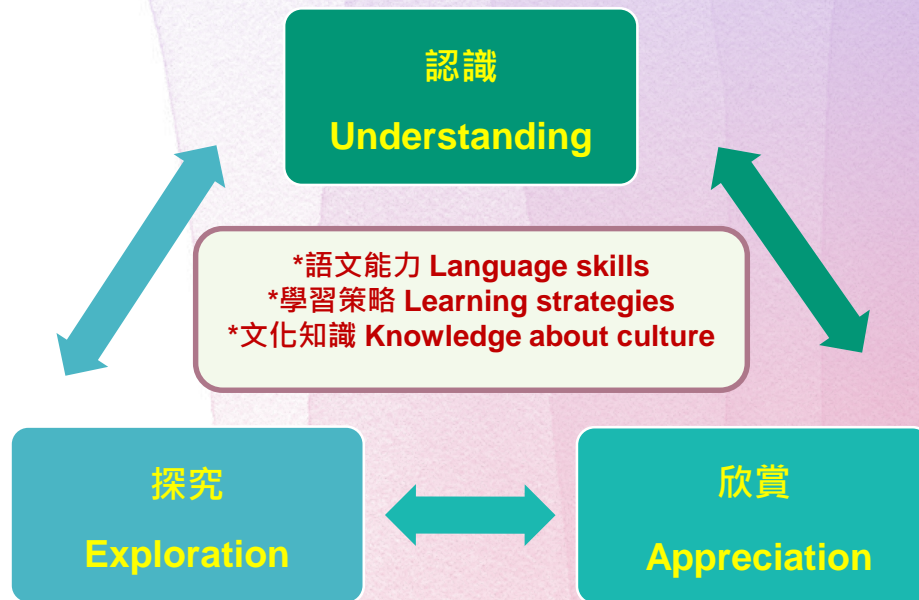 認識
Understanding
*語文能力 Language skills
*學習策略 Learning strategies
*文化知識 Knowledge about culture
探究
Exploration
欣賞
Appreciation